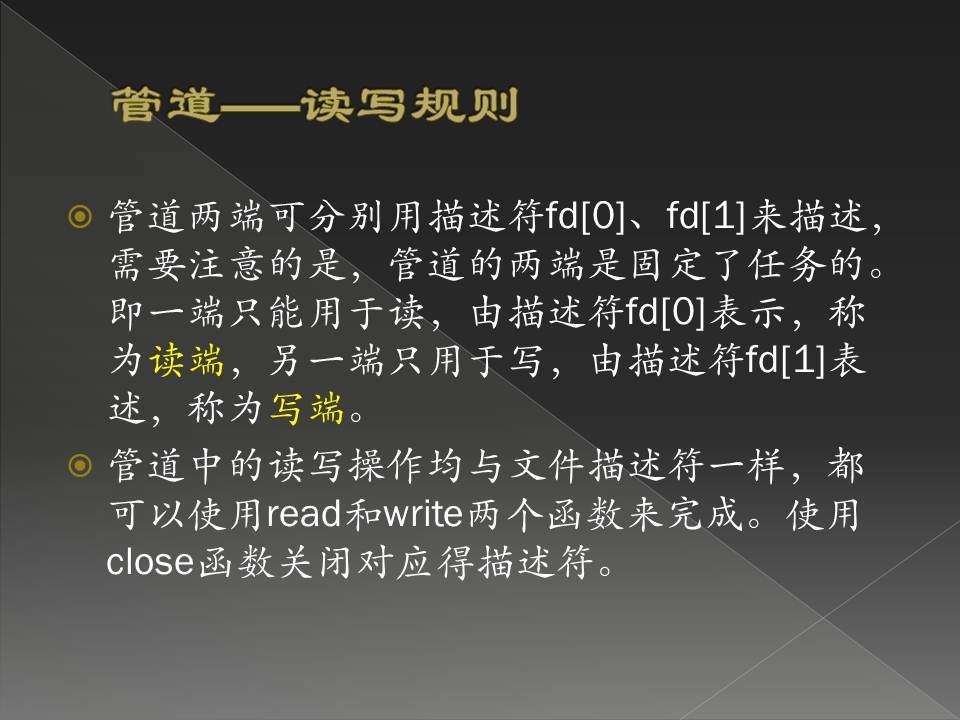 管道——读写规则
管道两端可分别用描述符fd[0]、fd[1]来描述，
需要注意的是，管道的两端是固定了任务的。
即一端只能用于读，由描述符fd[0]表示，称
为读端，另一端只用于写，由描述符fd[1]表
述，称为写端。
管道中的读写操作均与文件描述符一样，都
可以使用read和write两个函数来完成。使用
close函数关闭对应得描述符。